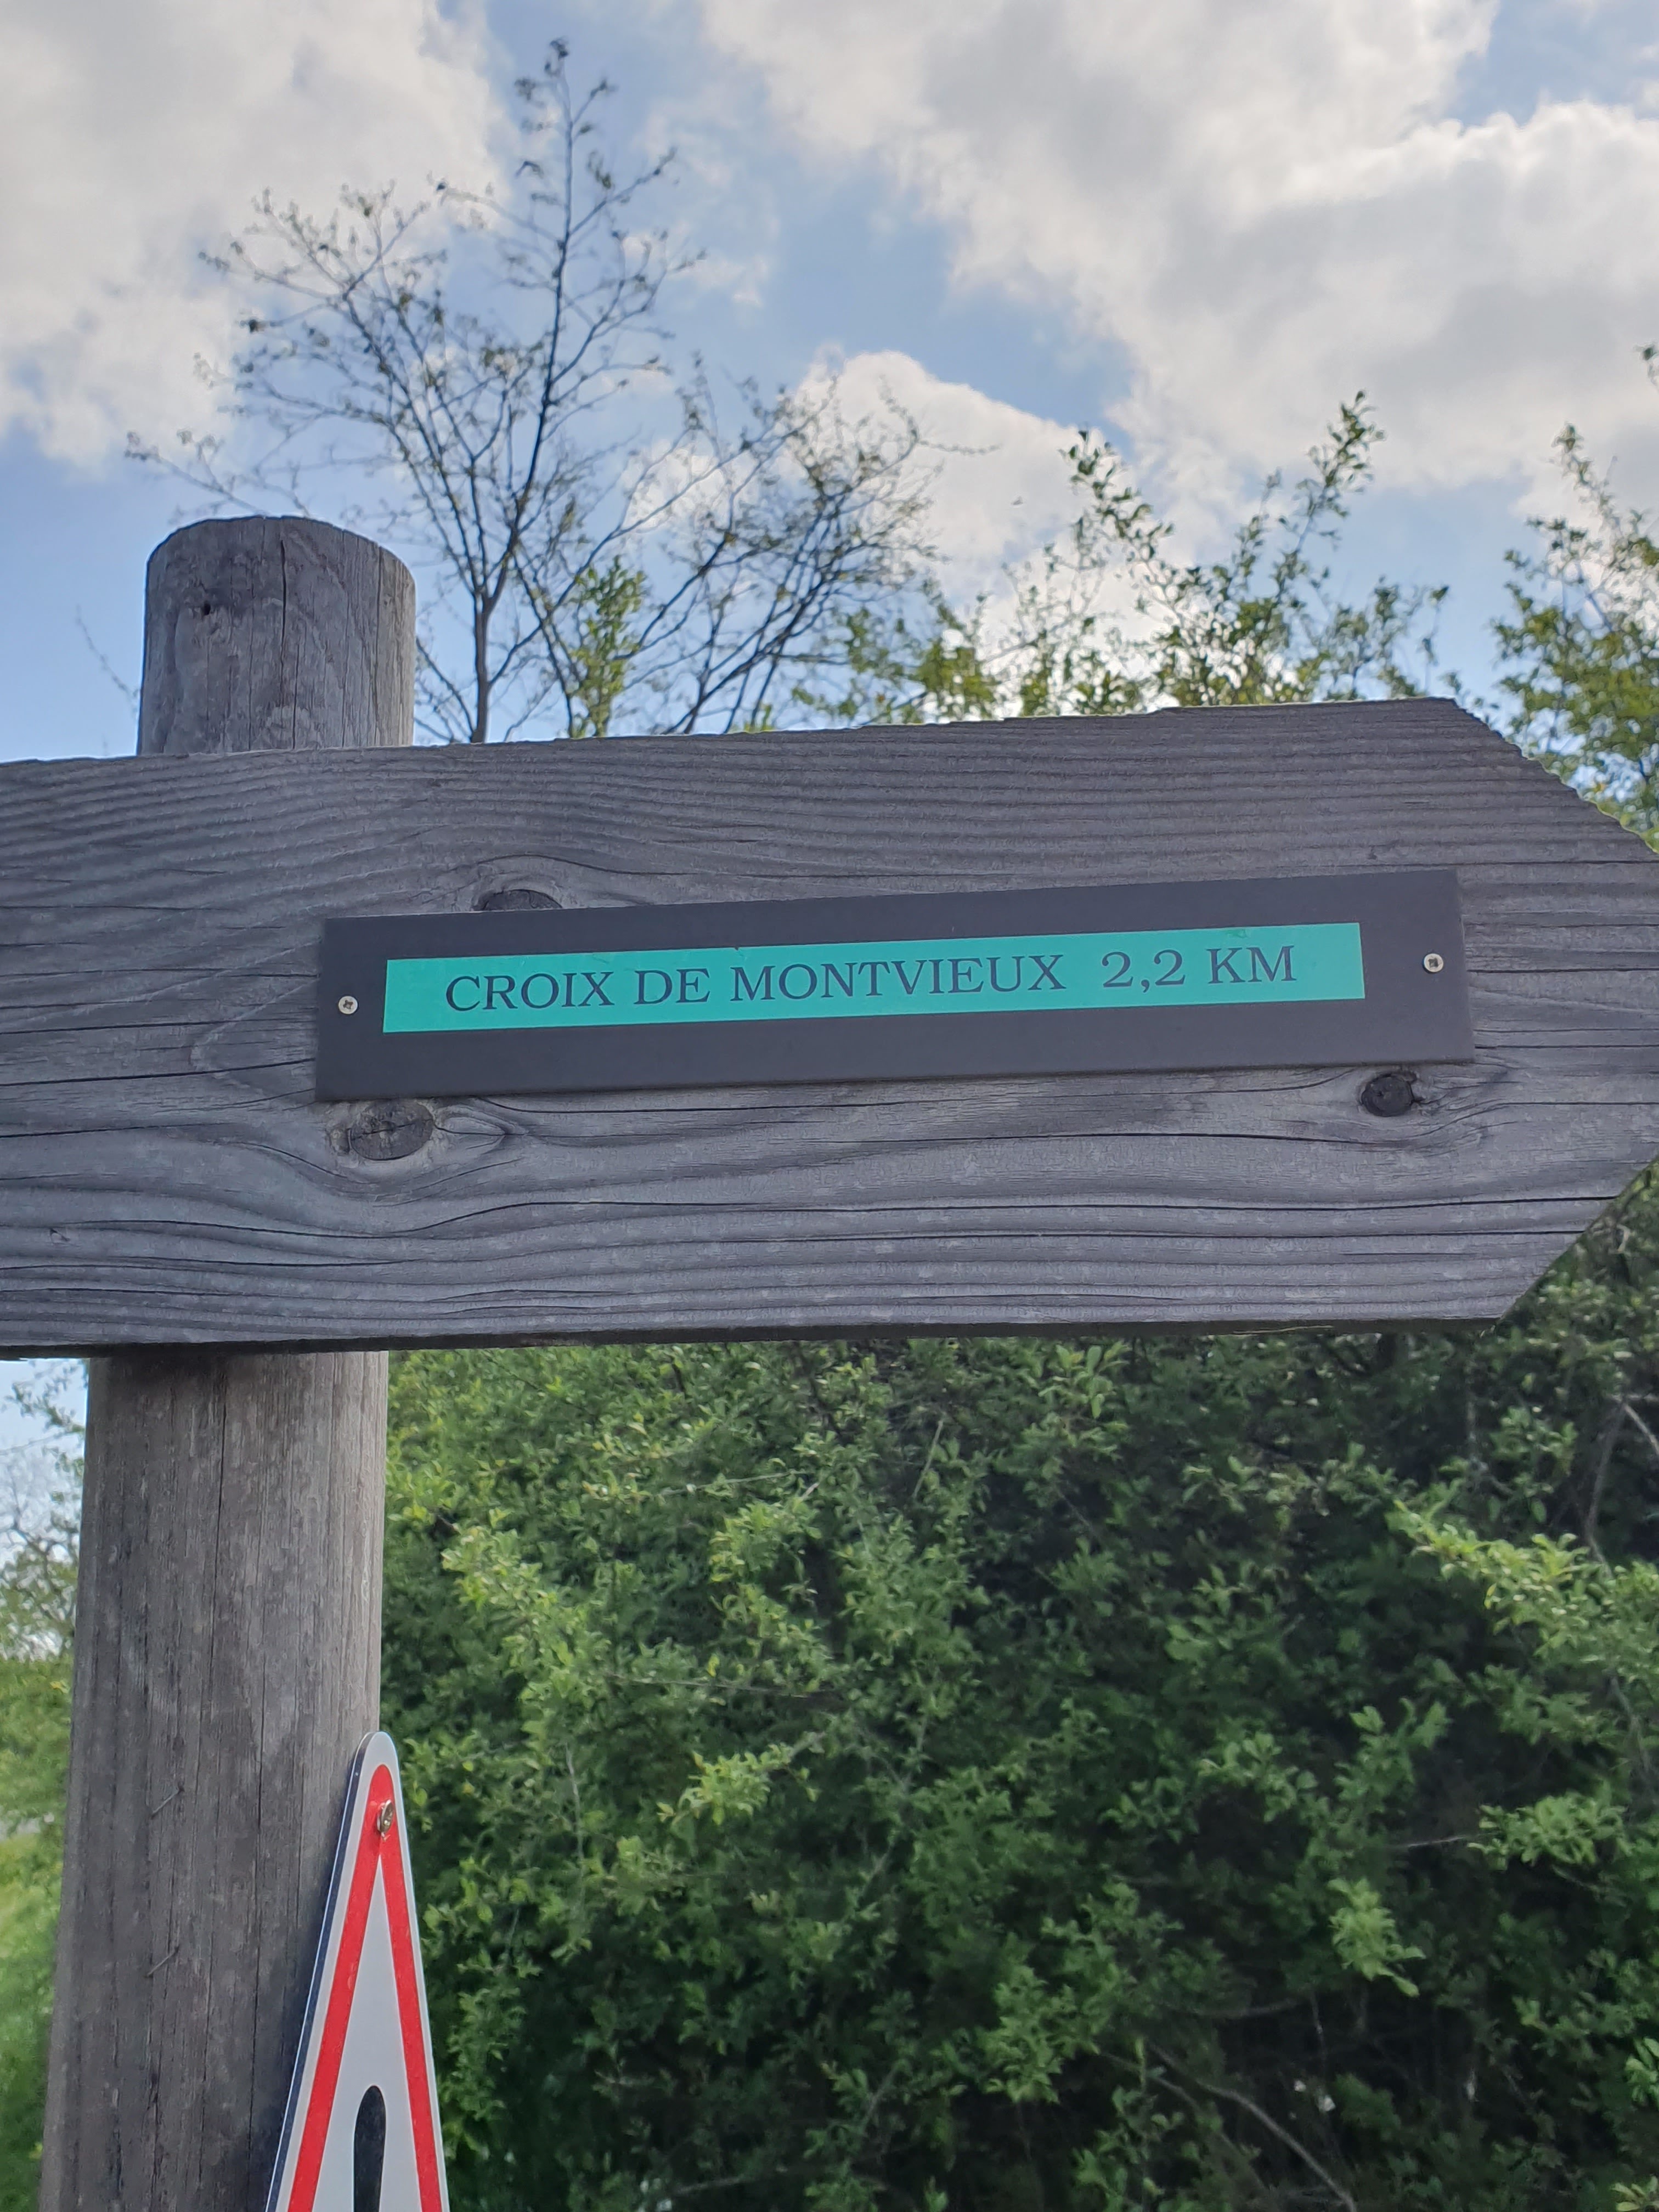 CROIX DE MONTVIEUX 2,2 KM